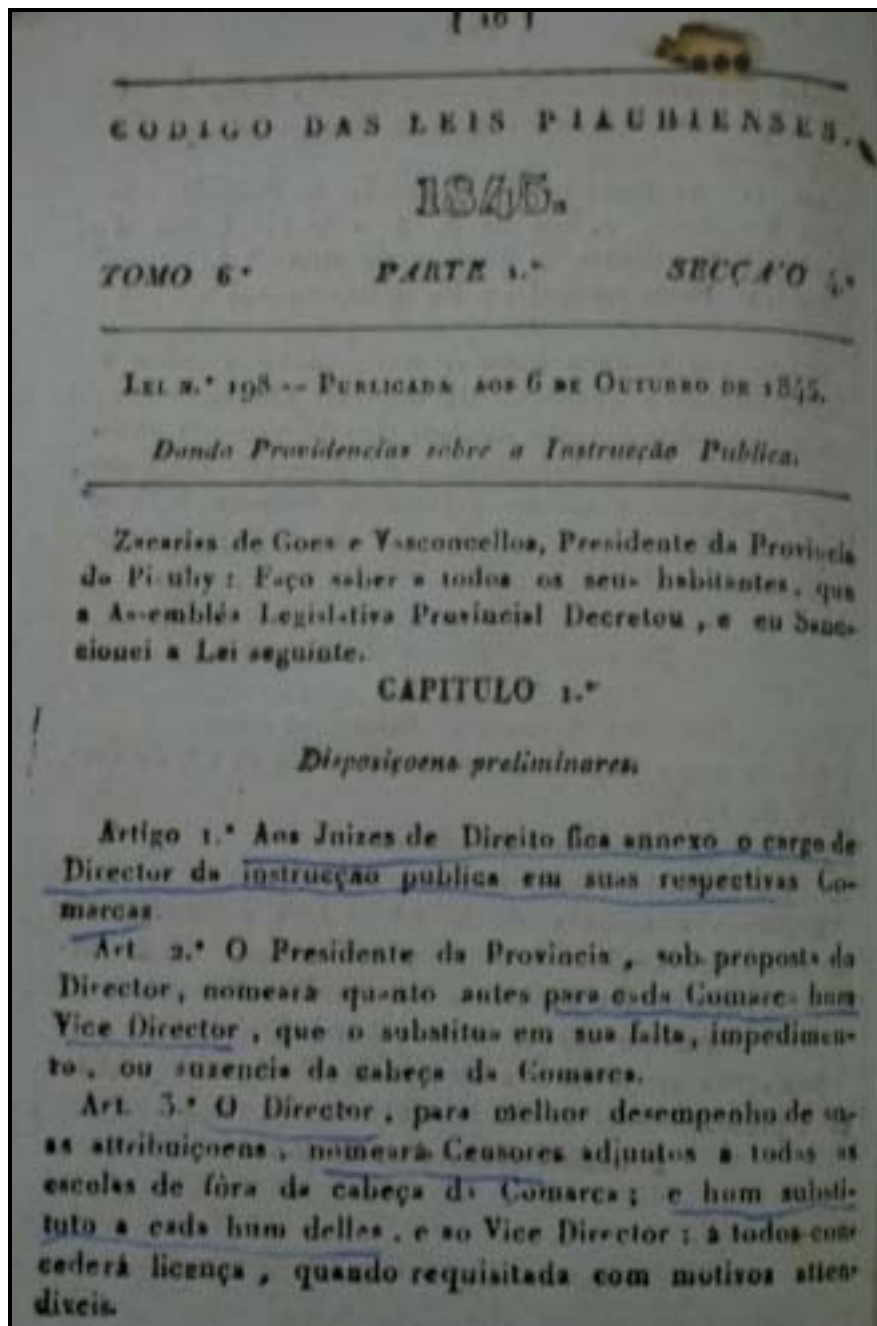 [ 16 ]
CODIGO DAS LEIS PIAUHIENSES.
1845.
TOMO 6° PARTE 1.ª SECÇA'O 4.ª
LEI N.° 198 -- PUBLICADA AOS 6 DE OUTUBRO DE 1845.
Dando Providencias sobre a Instrucção Publica.
Zacarias de Goes e Vasconcellos, Presidente da Provincia
do Piauhy: Faço saber a todos os seus habitantes, que
a Assembléa Legislativa Provincial Decretou, e eu Sanc-
cionei a Lei seguinte.
CAPITULO 1.°
Disposiçoens preliminares.
Artigo 1.° Aos Juizes de Direito fica annexo o cargo de
Director da instrucção publica em suas respectivas Co-
marcas.
Art. 2.° O Presidente da Provincia, sob proposta do
Director, nomeará quanto antes para cada Comarca hum
Vice Director, que o substitua em sua falta, impedimen-
to, ou auzencia da cabeça da Comarca.
Art. 3.° O Director, para melhor desempenho de su-
as attribuiçoens, nomeará Censores adjuntos a todas as
escolas de fòra da cabeça da Comarca; e hum substi-
tuto a cada hum delles, e ao Vice Director: à todos con-
cederá licença, quando requisitada com motivos atten-
diveis.